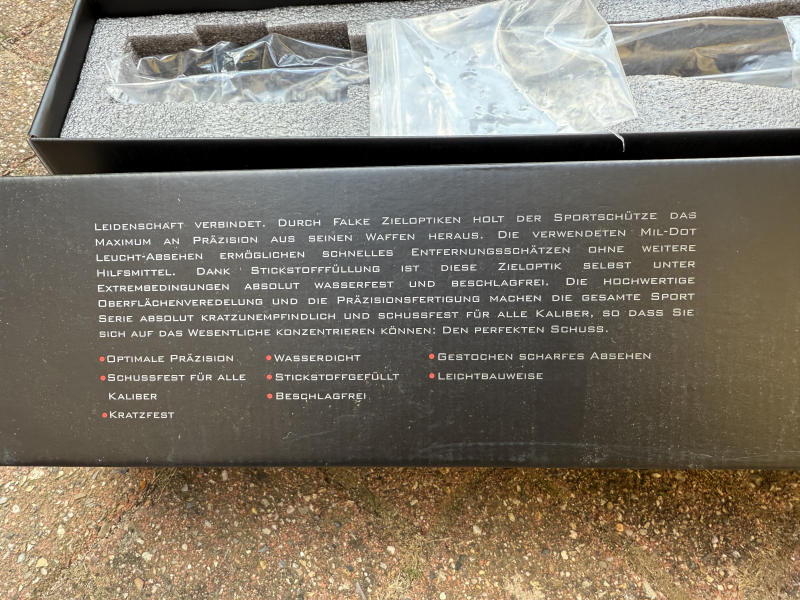 Leidenschaft verbindet. Durch Falke Zieloptiken holt der Sportschütze das
Maximum an Präzision aus seinen Waffen heraus. Die verwendeten Mil-Dot
Leucht-Absehen ermöglichen schnelles Entfernungsschätzen ohne weitere
Hilfsmittel. Dank Stickstofffüllung ist diese Zieloptik selbst unter
Extrembedingungen absolut wasserfest und beschlagfrei. Die hochwertige
Oberflächenveredelung und die Präzisionsfertigung machen die gesamte Sport
Serie absolut kratzunempfindlich und schussfest für alle Kaliber, so dass Sie
sich auf das Wesentliche konzentrieren können: Den perfekten Schuss.
•Optimale Präzision
•Schussfest für alle
Kaliber
•Kratzfest
•Wasserdicht
•Stickstoffgefüllt
•Beschlagfrei
•Gestochen scharfes Absehen
•Leichtbauweise